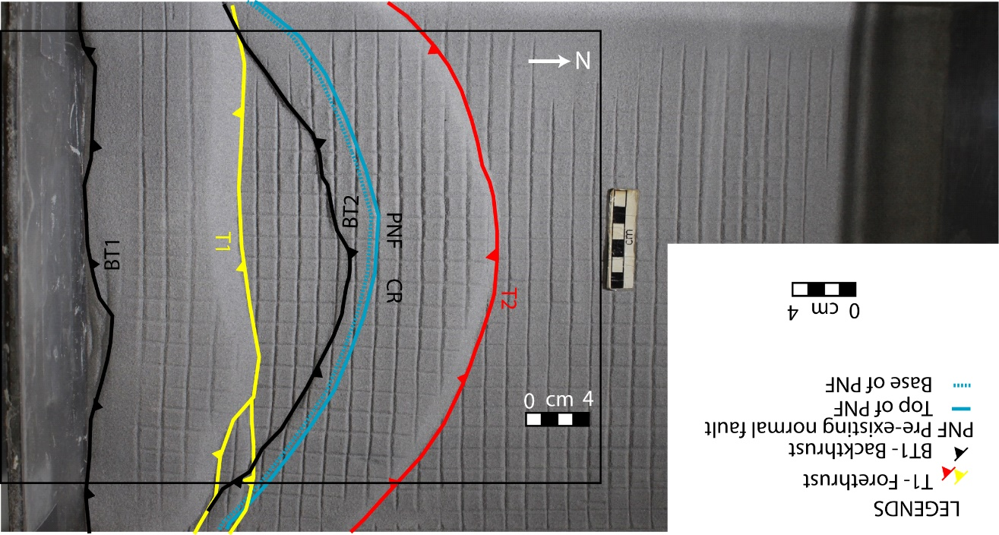 N
BT1
T1
BT2
PNF
CR
T2
cm
0 cm 4
0 cm 4
LEGENDS
T1- Forethrust
BT1 - Backthrust
PNF Pre-existing normal fault
Top of PNF
Base of PNF